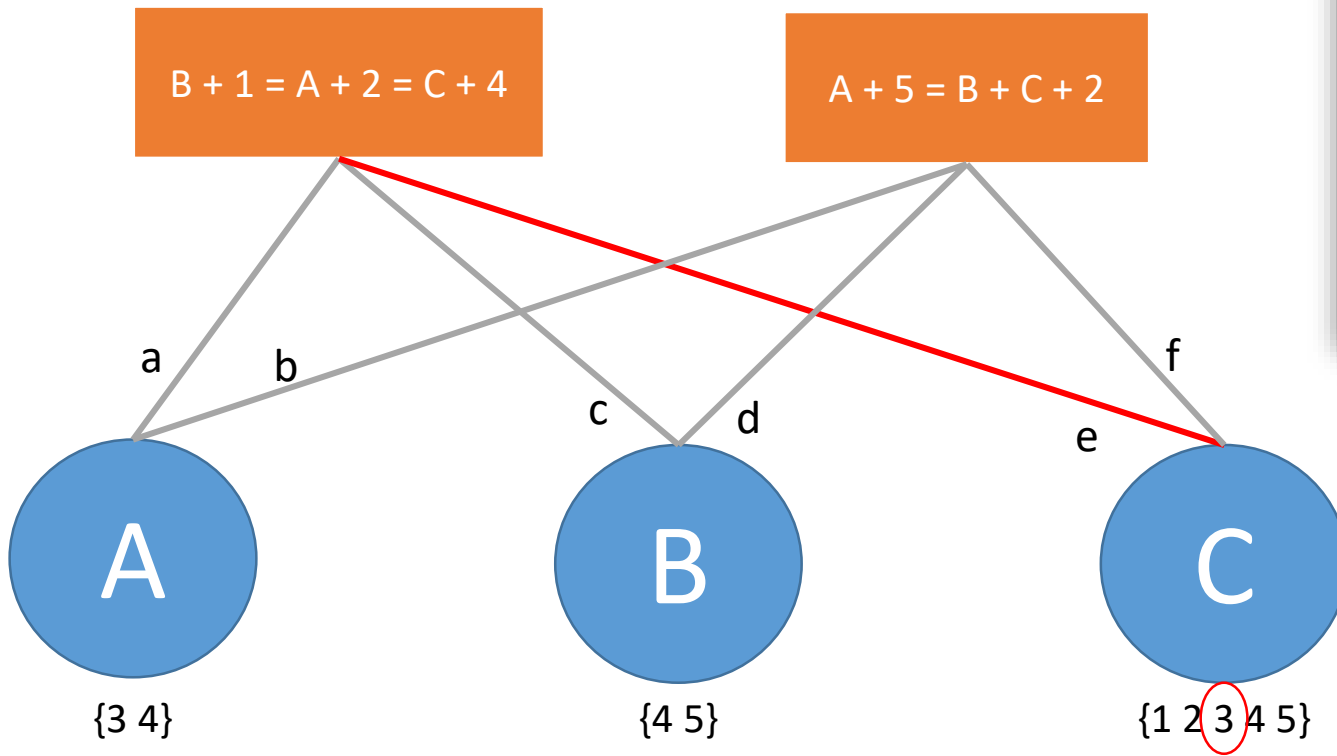 B + 1 = A + 2 = C + 4
A + 5 = B + C + 2
a
b
c
d
e
f
A
B
C
{3 4}
{4 5}
{1 2 3 4 5}